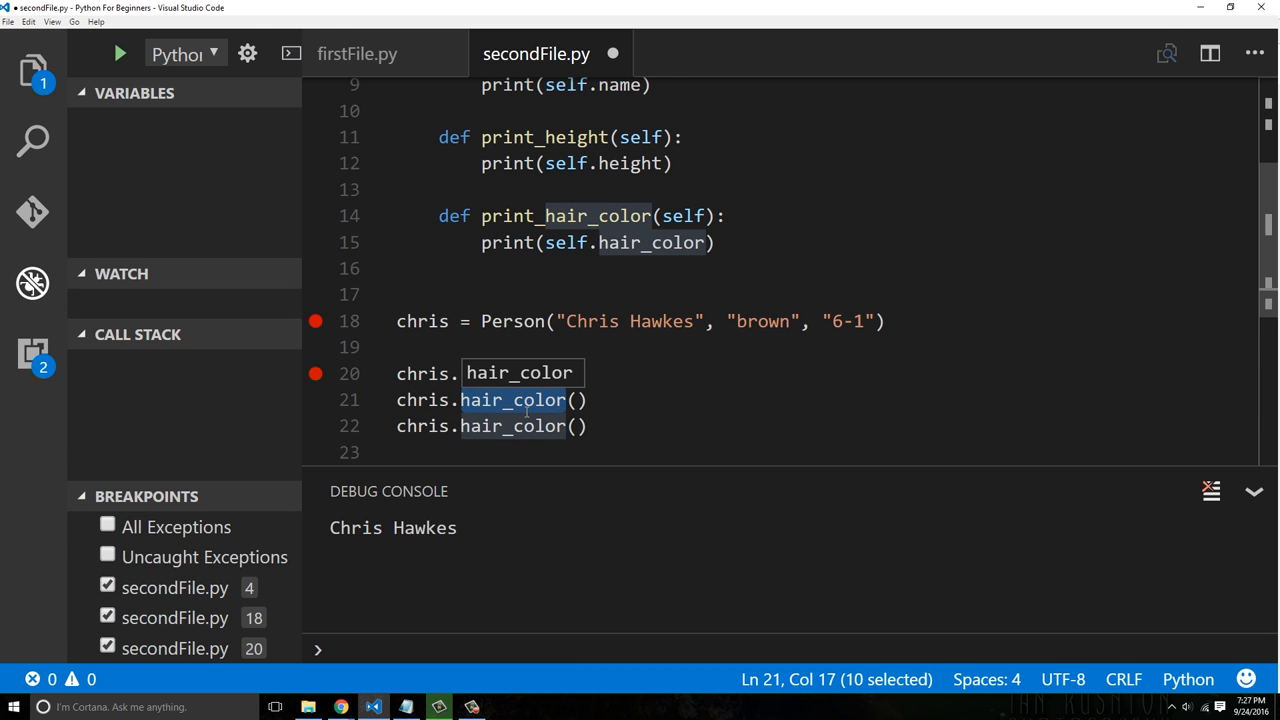 ● secondFile.py - Python For Beginners - Visual Studio Code
File Edit View Go Help
1
2
Python
firstFile.py
secondFile.py
VARIABLES
WATCH
CALL STACK
BREAKPOINTS
All Exceptions
Uncaught Exceptions
secondFile.py 4
secondFile.py 18
secondFile.py 20
9 print(self.name)
10
11 def print_height(self):
12 print(self.height)
13
14 def print_hair_color(self):
15 print(self.hair_color)
16
17
18 chris = Person("Chris Hawkes", "brown", "6-1")
19
20 chris.
hair_color
21 chris.hair_color()
22 chris.hair_color()
23
DEBUG CONSOLE
Chris Hawkes
0 0
Ln 21, Col 17 (10 selected) Spaces: 4 UTF-8 CRLF Python
I'm Cortana. Ask me anything.
7:27 PM
9/24/2016